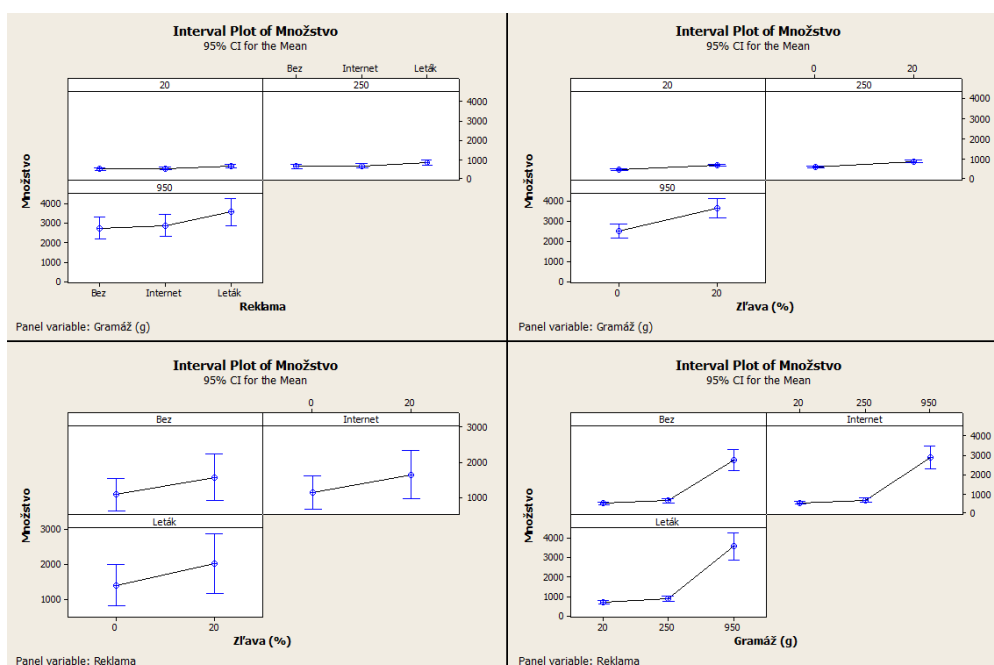 Interval Plot of Množstvo
95% CI for the Mean
Bez Internet Leták
20 250
4000
3000
2000
1000
0
Množstvo
950
4000
3000
2000
1000
0
Bez Internet Leták
Reklama
Panel variable: Gramáž (g)
Interval Plot of Množstvo
95% CI for the Mean
0 20
20 250
4000
3000
2000
1000
0
Množstvo
950
4000
3000
2000
1000
0
0 20
Zľava (%)
Panel variable: Gramáž (g)
Interval Plot of Množstvo
95% CI for the Mean
0 20
Bez Internet
3000
2000
1000
Množstvo
Leták
3000
2000
1000
0 20
Zľava (%)
Panel variable: Reklama
Interval Plot of Množstvo
95% CI for the Mean
20 250 950
Bez Internet
4000
3000
2000
1000
0
Množstvo
Leták
4000
3000
2000
1000
0
20 250 950
Gramáž (g)
Panel variable: Reklama